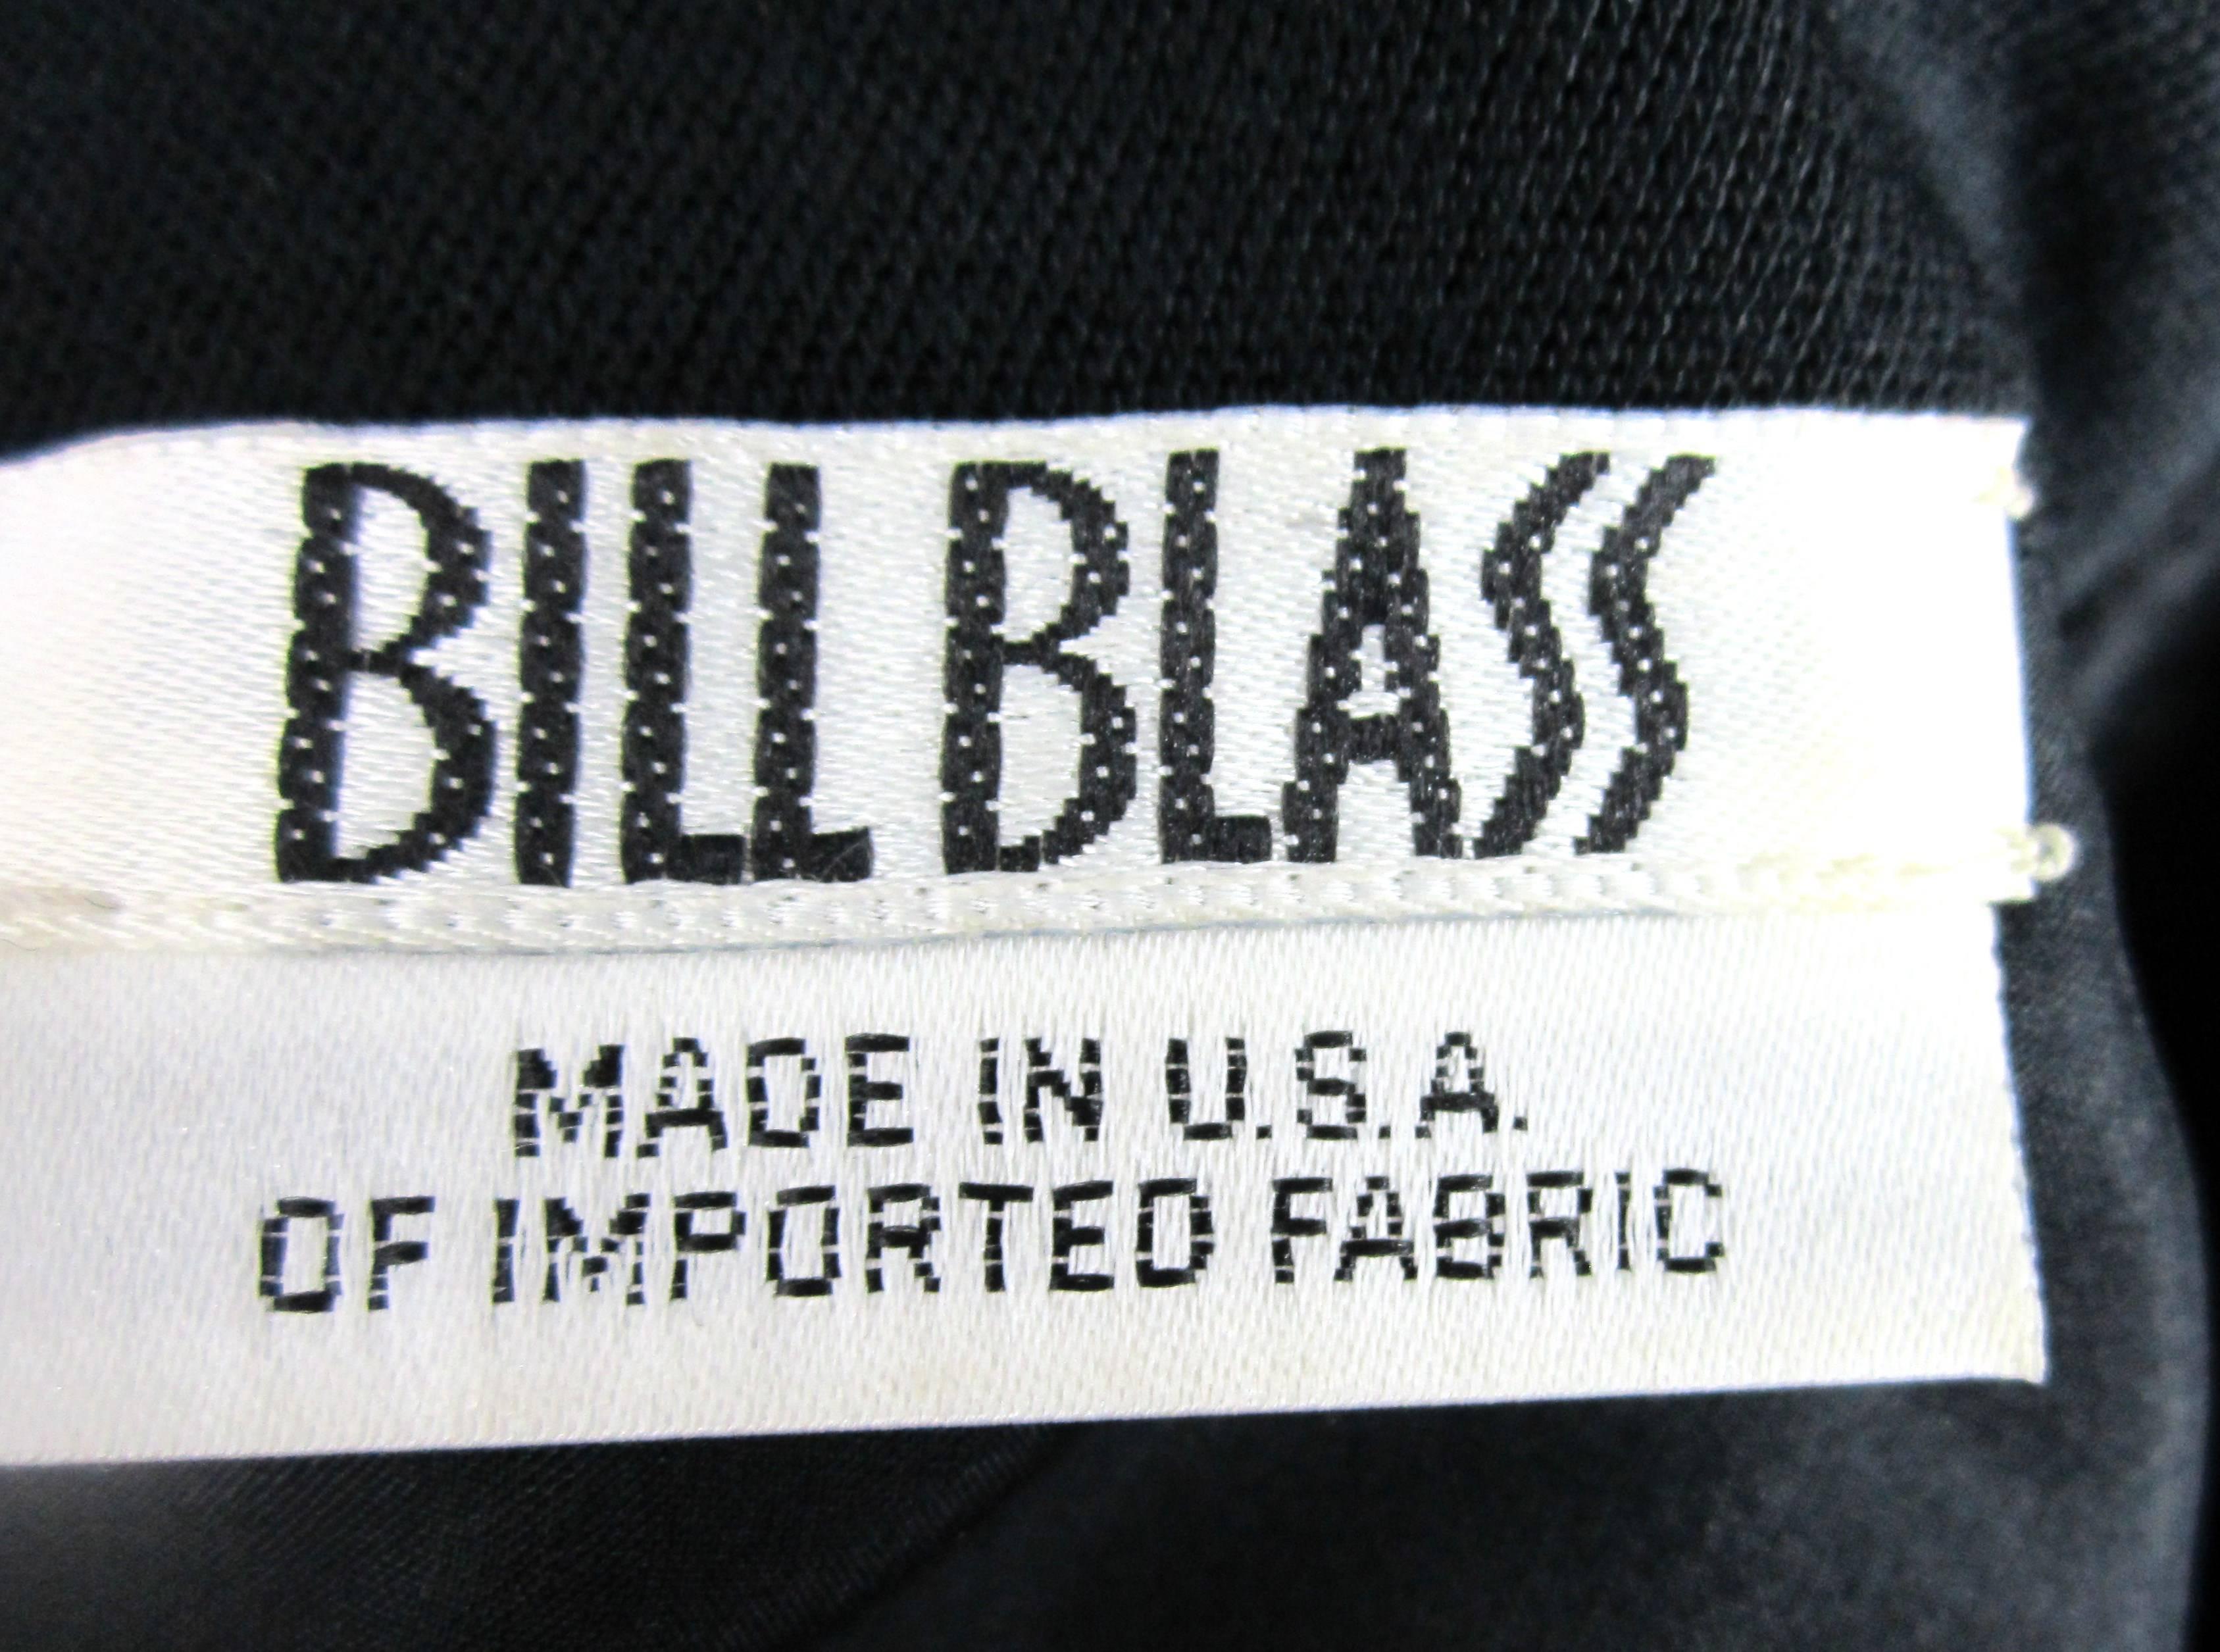 BILL BLASS
MADE IN U.S.A.
OF IMPORTED FABRIC